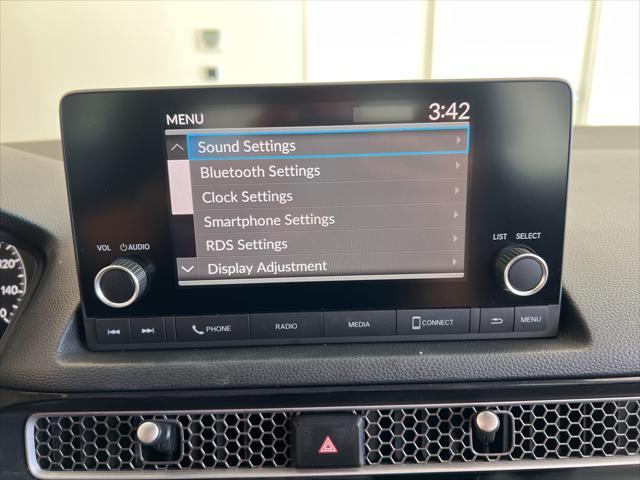 MENU 3:42
Sound Settings
Bluetooth Settings
Clock Settings
Smartphone Settings
RDS Settings
Display Adjustment
VOL AUDIO
LIST SELECT
PHONE RADIO MEDIA CONNECT MENU
120
140